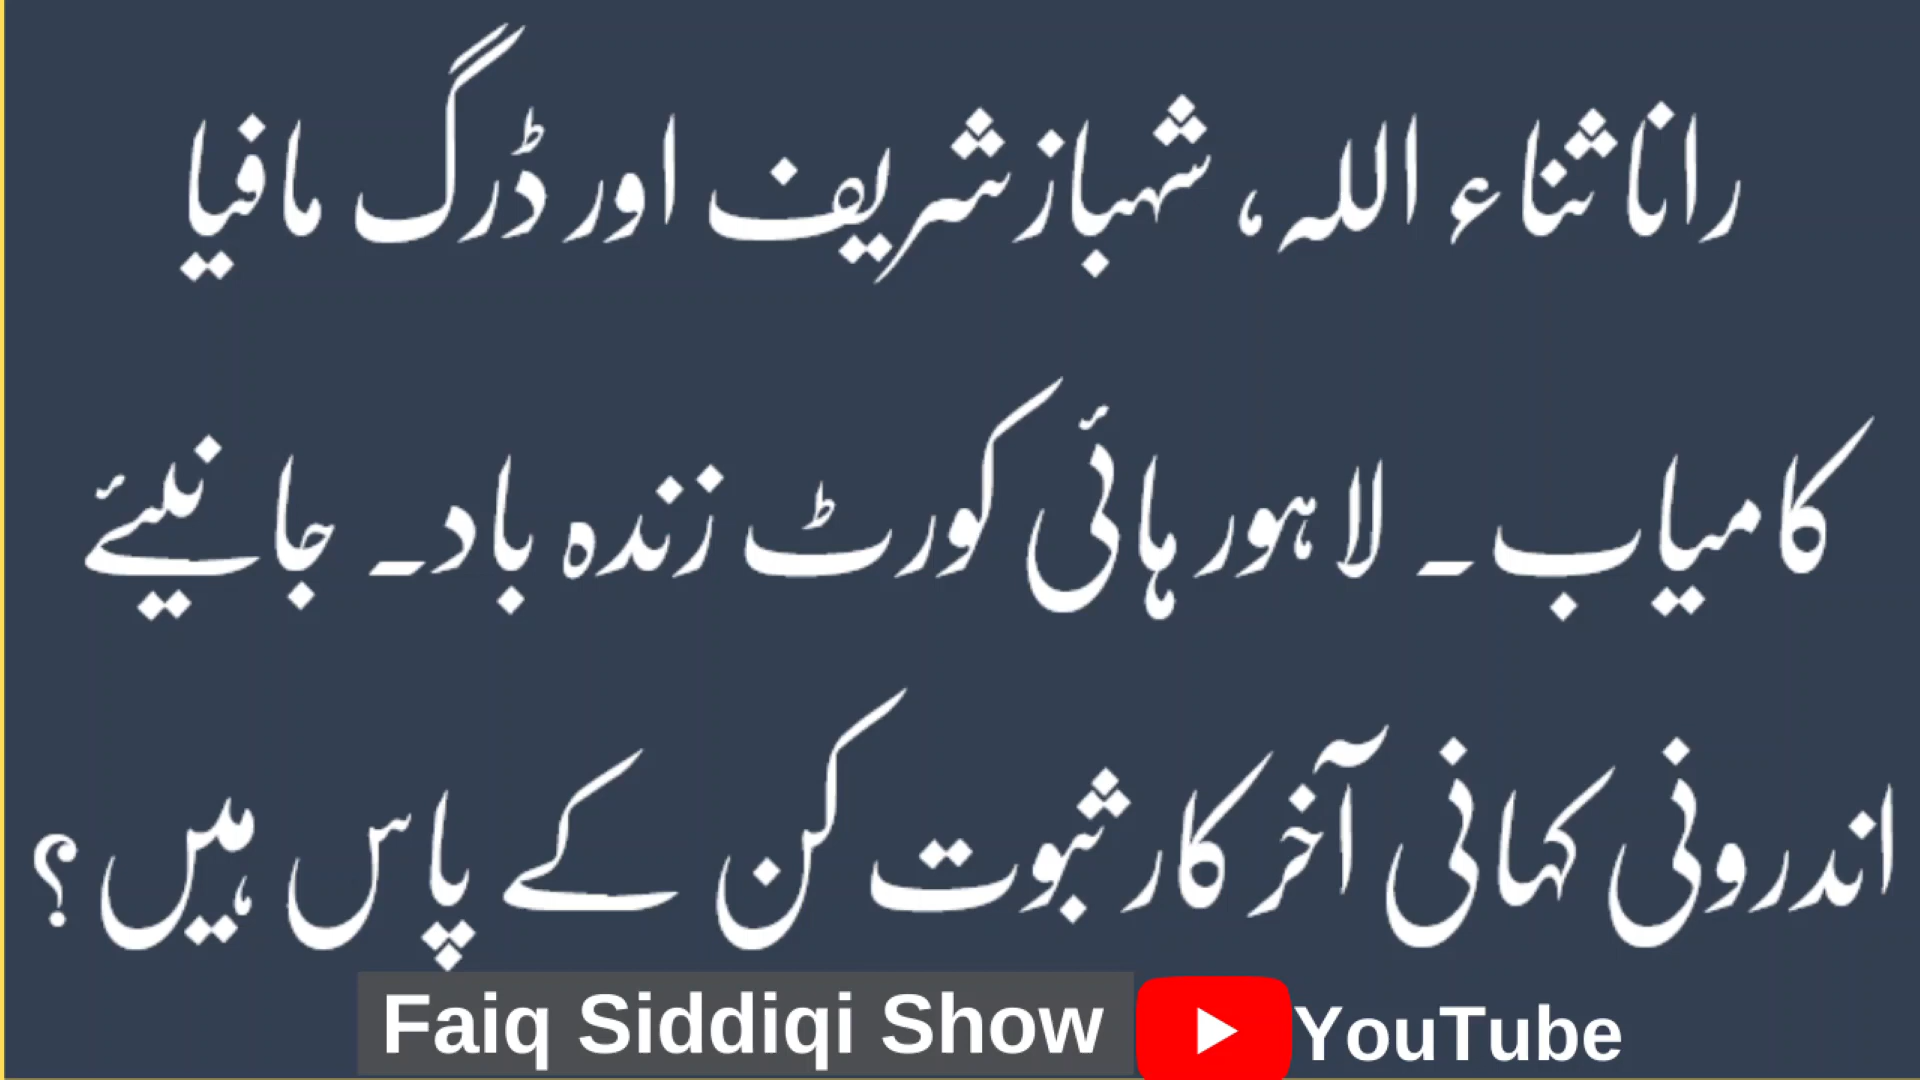 رانا ثناء اللہ، شہباز شریف اور ڈرگ مافیا
کامیاب۔ لاہور ہائی کورٹ زندہ باد۔ جانیئے
اندرونی کہانی آخر کار ثبوت کن کے پاس ہیں؟
Faiq Siddiqi Show YouTube